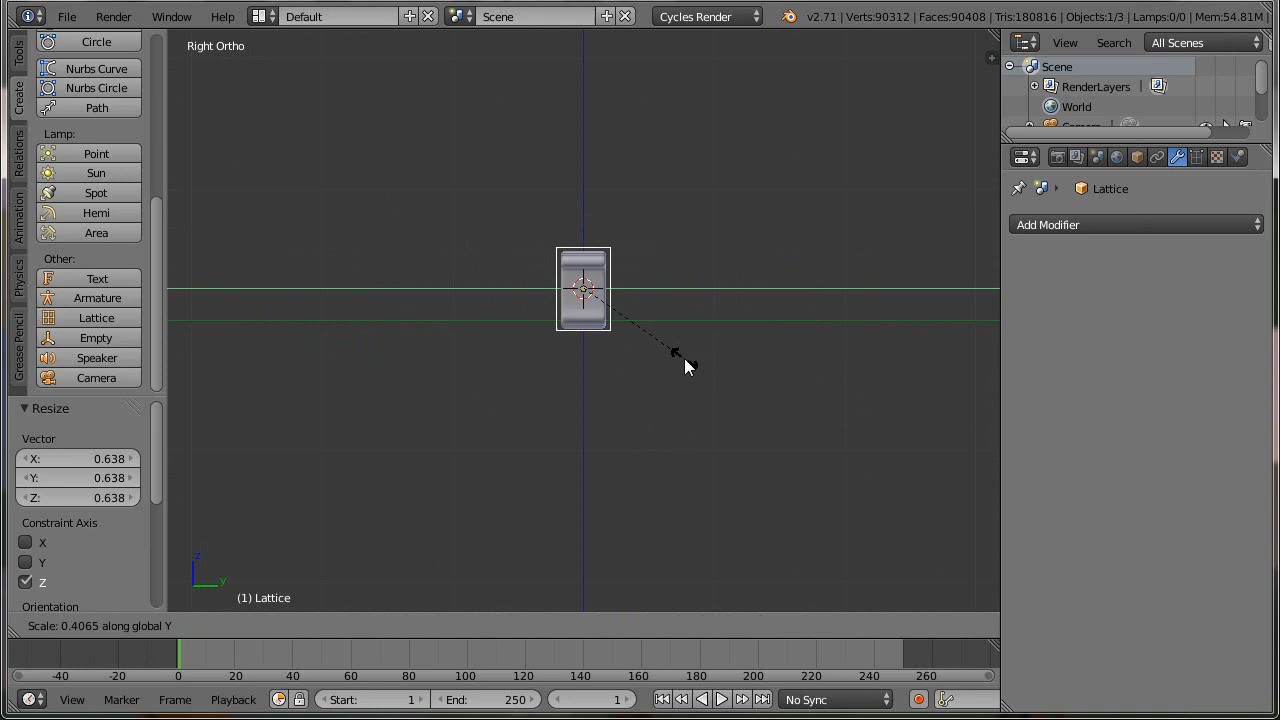 File Render Window Help Default Scene Cycles Render v2.71 | Verts:90312 | Faces:90408 | Tris:180816 | Objects:1/3 | Lamps:0/0 | Mem:54.81M |
Circle
Nurbs Curve
Nurbs Circle
Path
Lamp:
Point
Sun
Spot
Hemi
Area
Other:
Text
Armature
Lattice
Empty
Speaker
Camera
Tools
Create
Relations
Animation
Physics
Grease Pencil
Resize
Vector
X: 0.638
Y: 0.638
Z: 0.638
Constraint Axis
X
Y
Z
Orientation
Right Ortho
z
y
(1) Lattice
Scale: 0.4065 along global Y
View Search All Scenes
Scene
RenderLayers
World
Lattice
Add Modifier
-40 -20 0 20 40 60 80 100 120 140 160 180 200 220 240 260
View Marker Frame Playback Start: 1 End: 250 1 No Sync